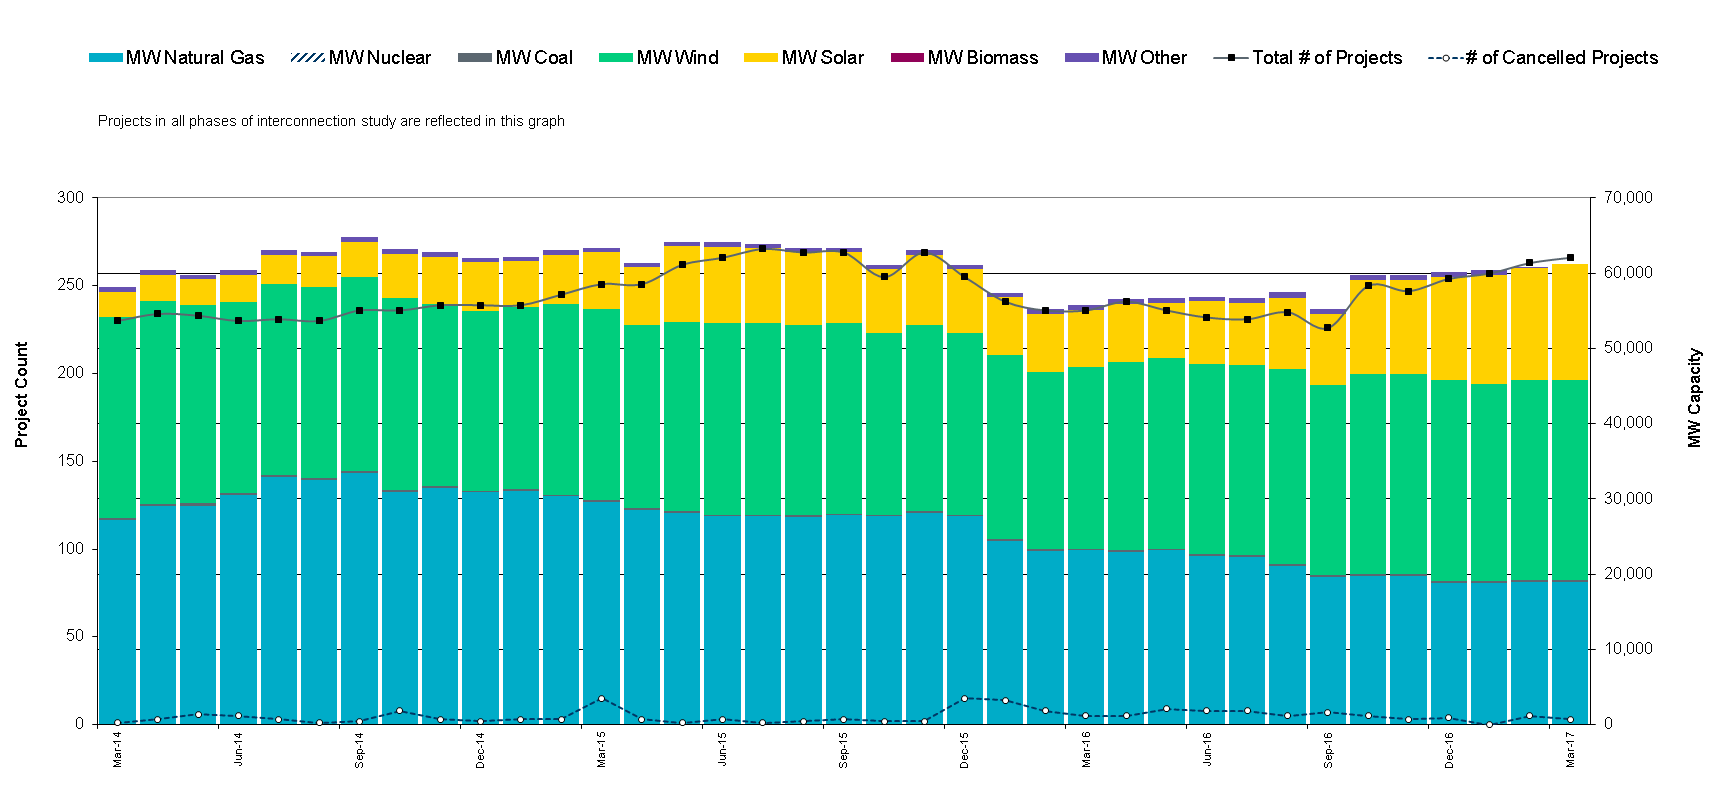 MW Natural Gas MW Nuclear MW Coal MW Wind MW Solar MW Biomass MW Other Total # of Projects # of Cancelled Projects
Projects in all phases of interconnection study are reflected in this graph
300 70,000
250 60,000
200 50,000
150 40,000
100 30,000
50 20,000
0 10,000
0
Project Count
MW Capacity
Mar-14 Jun-14 Sep-14 Dec-14 Mar-15 Jun-15 Sep-15 Dec-15 Mar-16 Jun-16 Sep-16 Dec-16 Mar-17